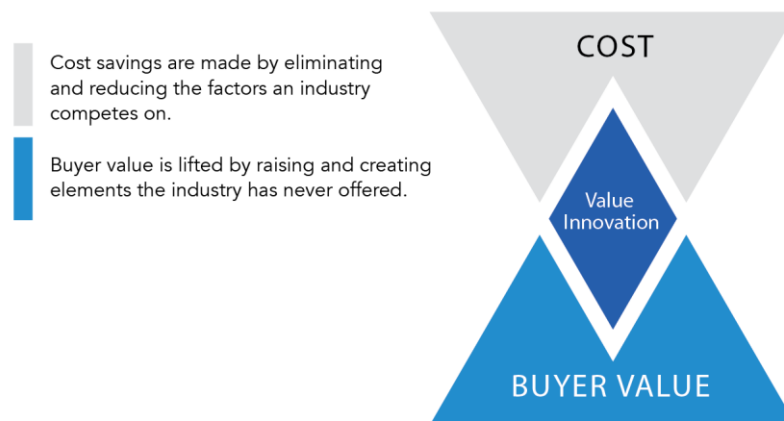 Cost savings are made by eliminating
and reducing the factors an industry
competes on.
Buyer value is lifted by raising and creating
elements the industry has never offered.
COST
Value
Innovation
BUYER VALUE